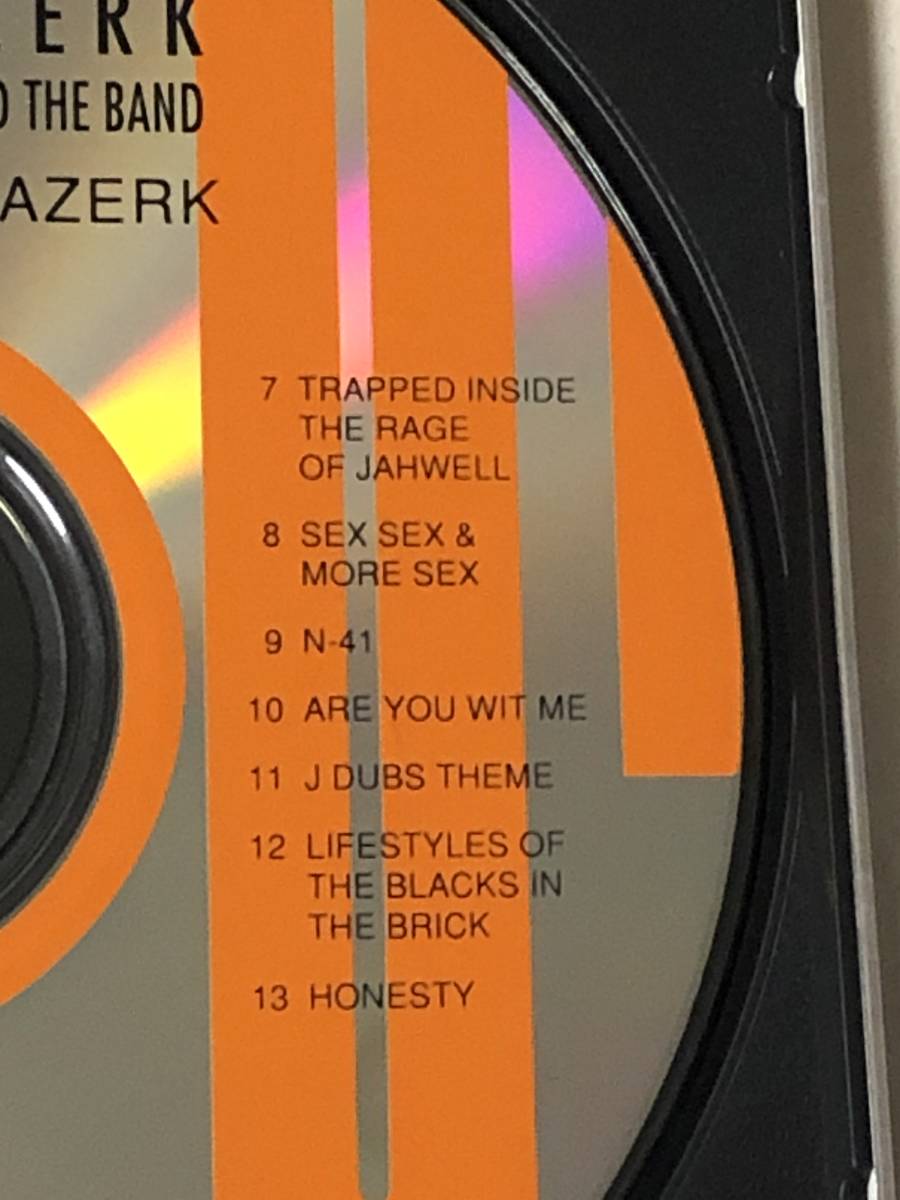 ERK
THE BAND
AZERK
7 TRAPPED INSIDE
THE RAGE
OF JAHWELL
8 SEX SEX &
MORE SEX
9 N-41
10 ARE YOU WIT ME
11 J DUBS THEME
12 LIFESTYLES OF
THE BLACKS IN
THE BRICK
13 HONESTY